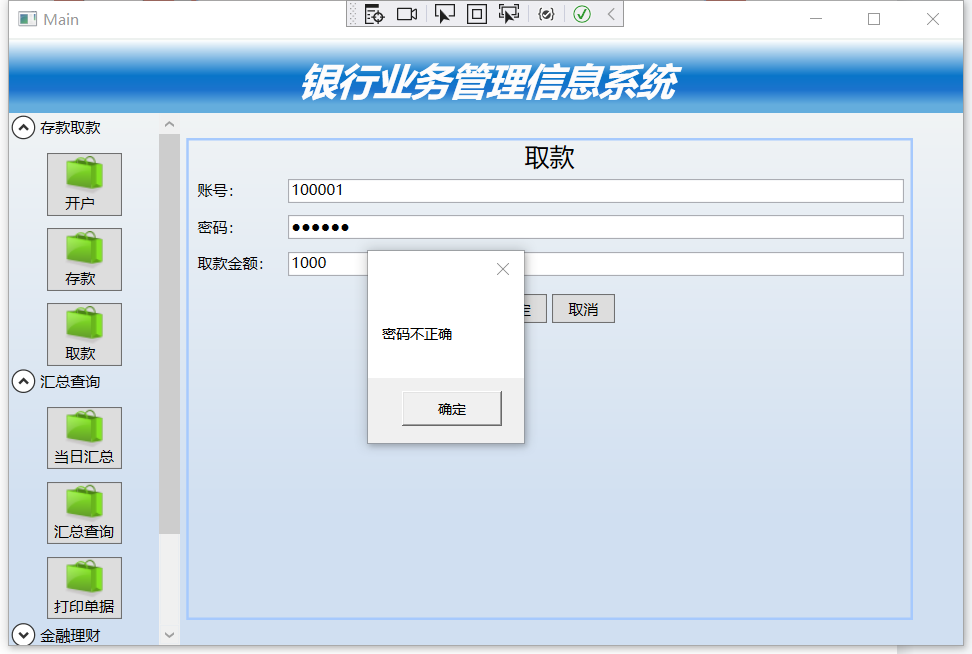 Main
银行业务管理信息系统
存款取款
开户
存款
取款
汇总查询
当日汇总
汇总查询
打印单据
金融理财
取款
账号： 100001
密码： ●●●●●●
取款金额： 1000
取消
密码不正确
确定